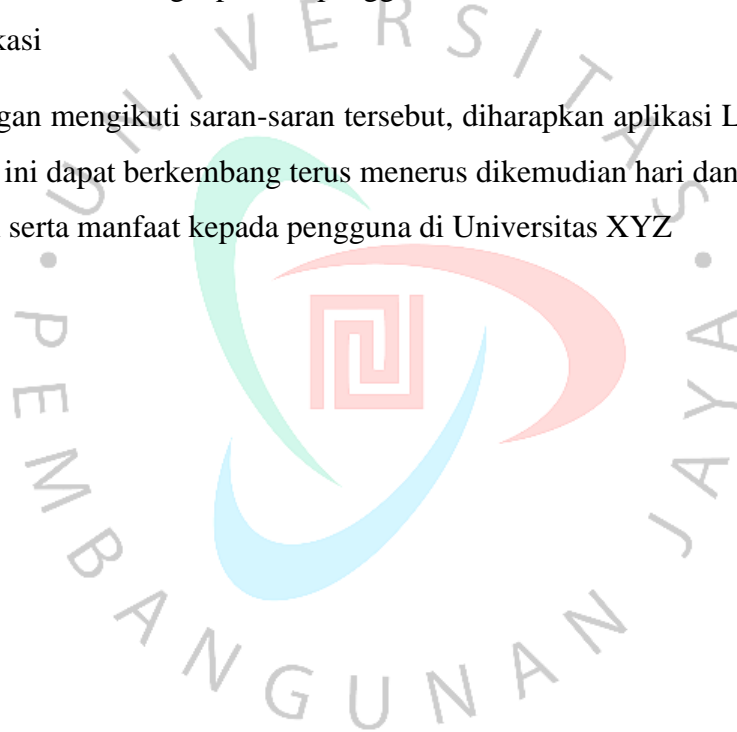 kasi
gan mengikuti saran-saran tersebut, diharapkan aplikasi L
ini dapat berkembang terus menerus dikemudian hari dan
serta manfaat kepada pengguna di Universitas XYZ
UNIVERSITAS
PEMBANGUNAN JAYA